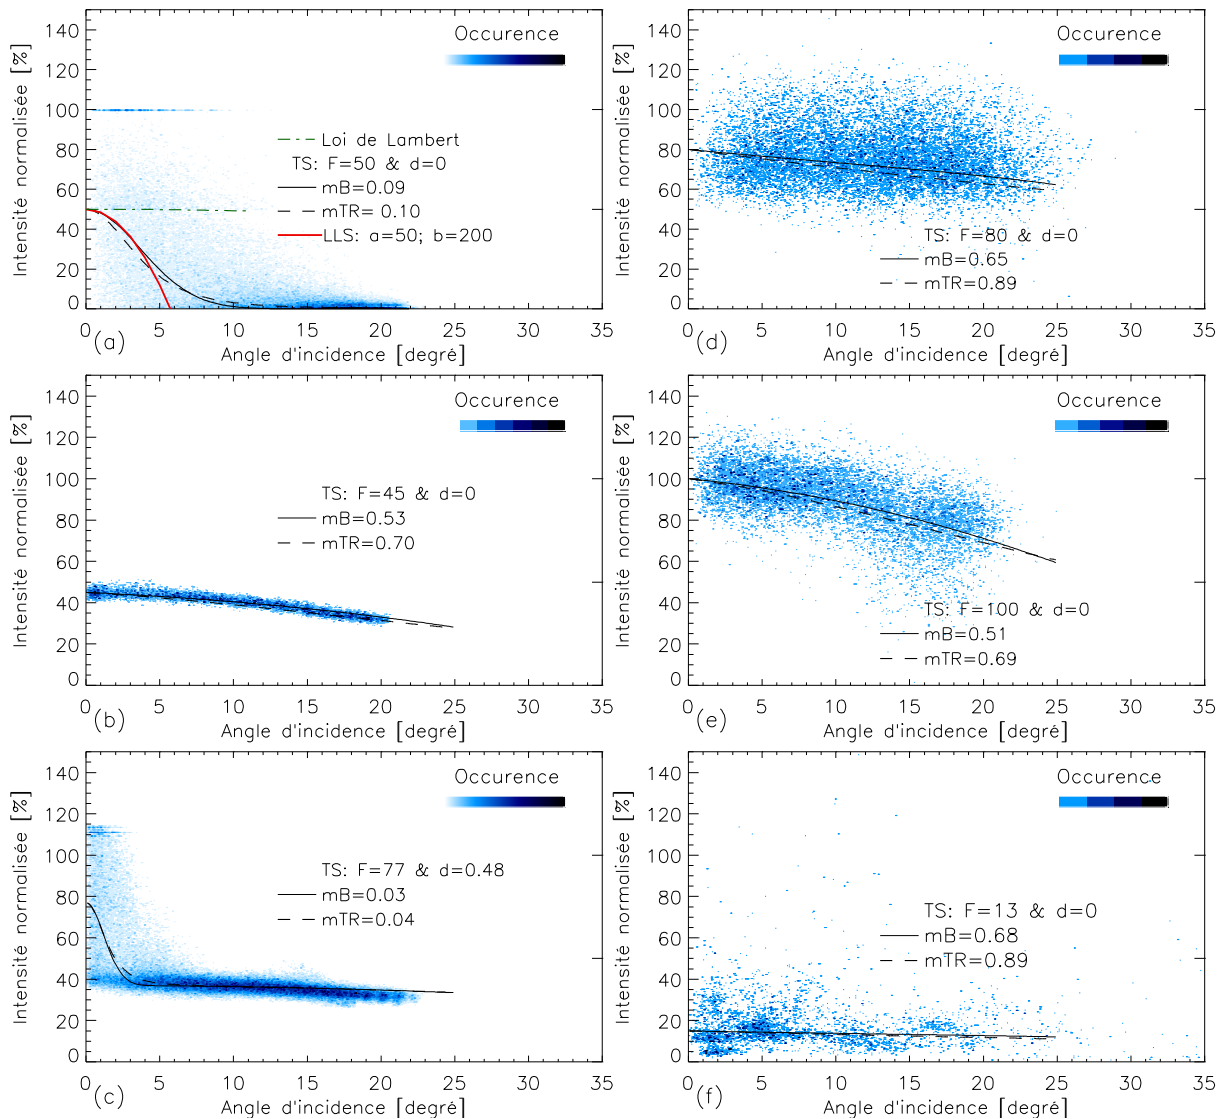 Intensité normalisée [%]
140
120
100
80
60
40
20
0
Occurence
Loi de Lambert
TS: F=50 & d=0
mB=0.09
mTR= 0.10
LLS: a=50; b=200
0 5 10 15 20 25 30 35
(a)
Angle d'incidence [degré]
Intensité normalisée [%]
140
120
100
80
60
40
20
0
Occurence
TS: F=80 & d=0
mB=0.65
mTR=0.89
0 5 10 15 20 25 30 35
(d)
Angle d'incidence [degré]
Intensité normalisée [%]
140
120
100
80
60
40
20
0
Occurence
TS: F=45 & d=0
mB=0.53
mTR=0.70
0 5 10 15 20 25 30 35
(b)
Angle d'incidence [degré]
Intensité normalisée [%]
140
120
100
80
60
40
20
0
Occurence
TS: F=100 & d=0
mB=0.51
mTR=0.69
0 5 10 15 20 25 30 35
(e)
Angle d'incidence [degré]
Intensité normalisée [%]
140
120
100
80
60
40
20
0
Occurence
TS: F=77 & d=0.48
mB=0.03
mTR=0.04
0 5 10 15 20 25 30 35
(c)
Angle d'incidence [degré]
Intensité normalisée [%]
140
120
100
80
60
40
20
0
Occurence
TS: F=13 & d=0
mB=0.68
mTR=0.89
0 5 10 15 20 25 30 35
(f)
Angle d'incidence [degré]